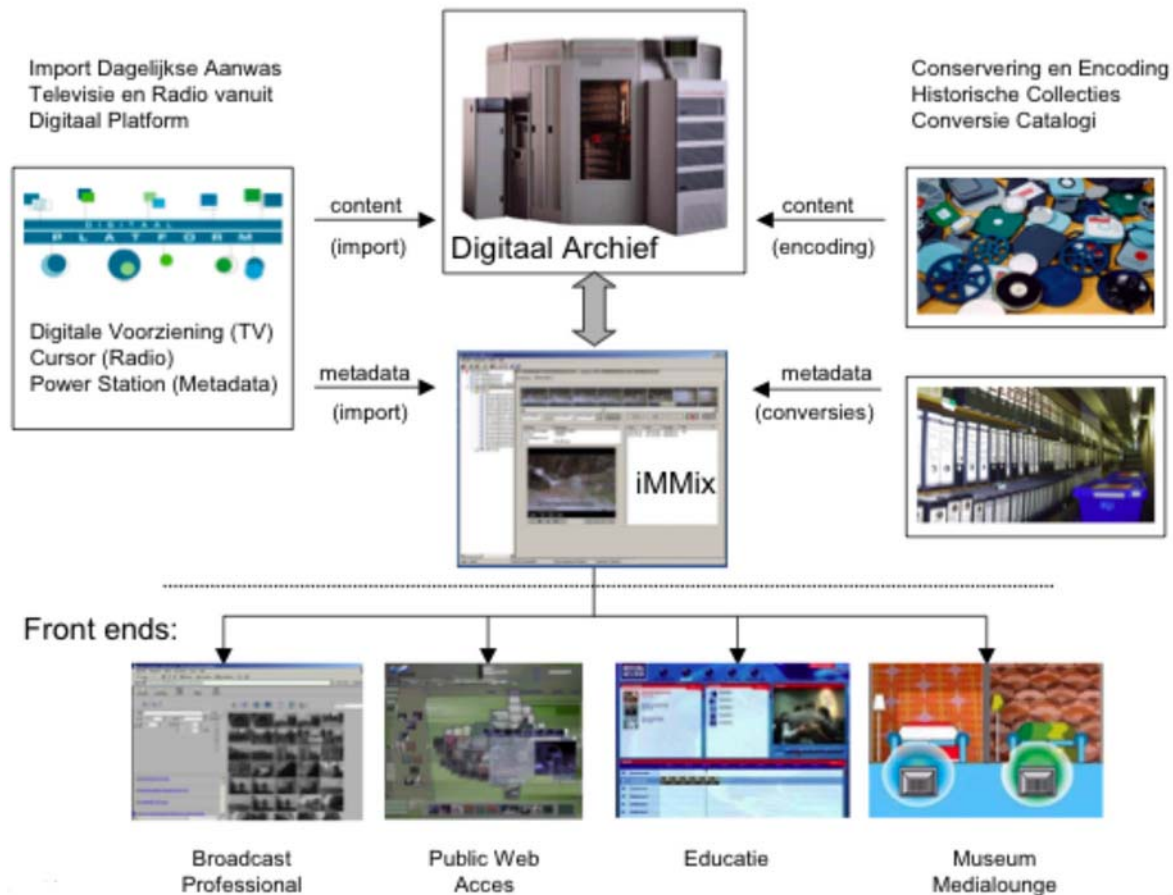 Import Dagelijkse Aanwas
Televisie en Radio vanuit
Digitaal Platform
Conservering en Encoding
Historische Collecties
Conversie Catalogi
DIGITAAL
PLATFORM
content
(import)
Digitaal Archief
content
(encoding)
Digitale Voorziening (TV)
Cursor (Radio)
Power Station (Metadata)
metadata
(import)
iMMix
metadata
(conversies)
Front ends:
Broadcast
Professional
Public Web
Acces
Educatie
Museum
Medialounge